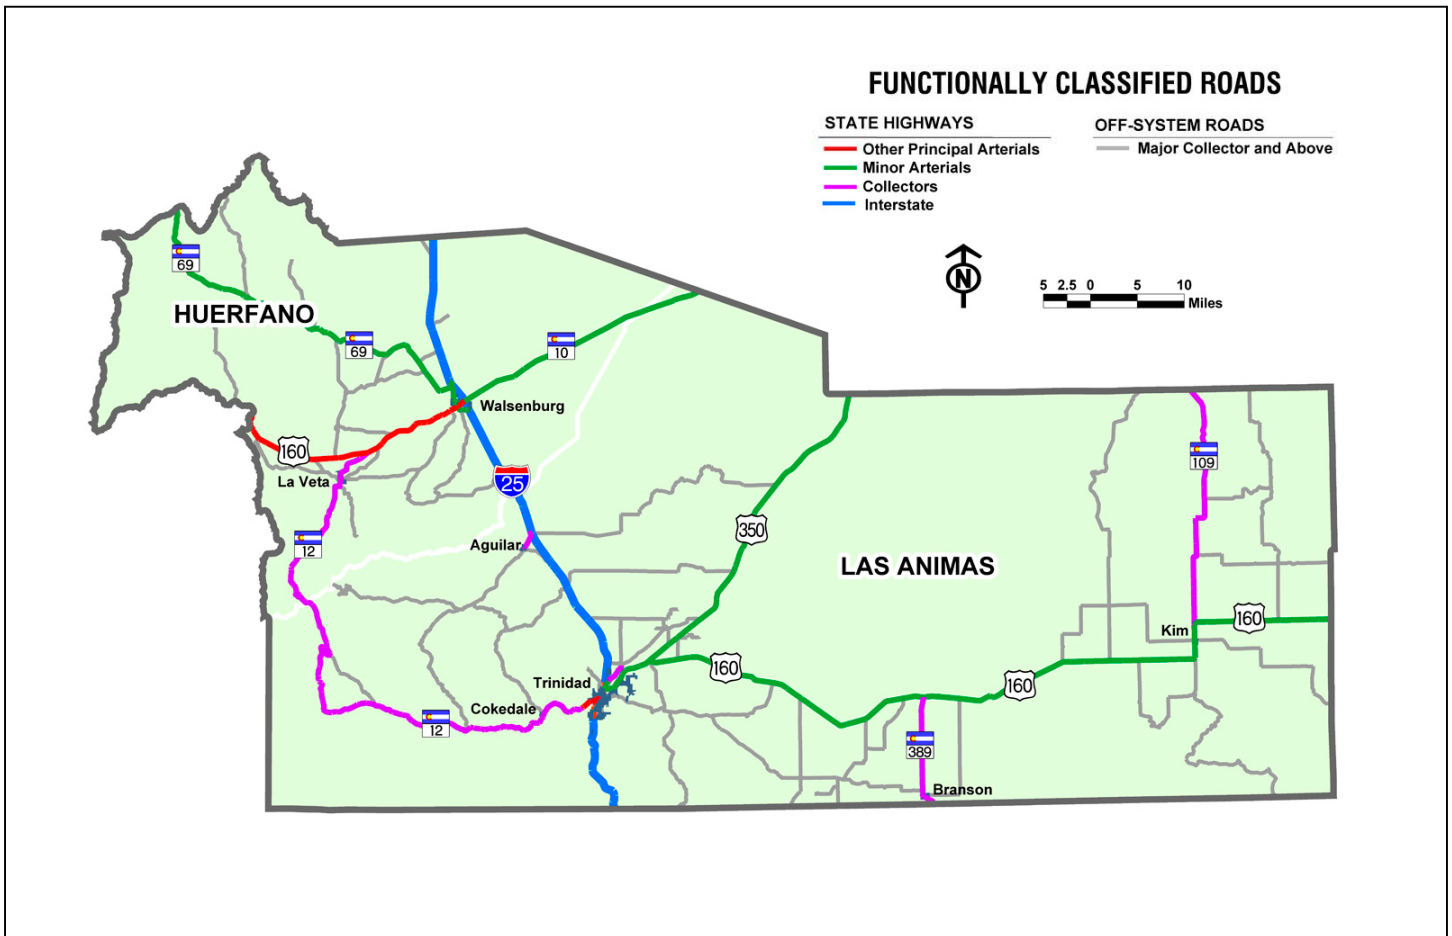 FUNCTIONALLY CLASSIFIED ROADS
STATE HIGHWAYS
Other Principal Arterials
Minor Arterials
Collectors
Interstate
OFF-SYSTEM ROADS
Major Collector and Above
N
5 2.5 0 5 10
Miles
69
HUERFANO
69
10
Walsenburg
160
La Veta
25
12
Aguilar
350
109
LAS ANIMAS
160
Kim
160
160
Trinidad
Cokedale
12
389
Branson